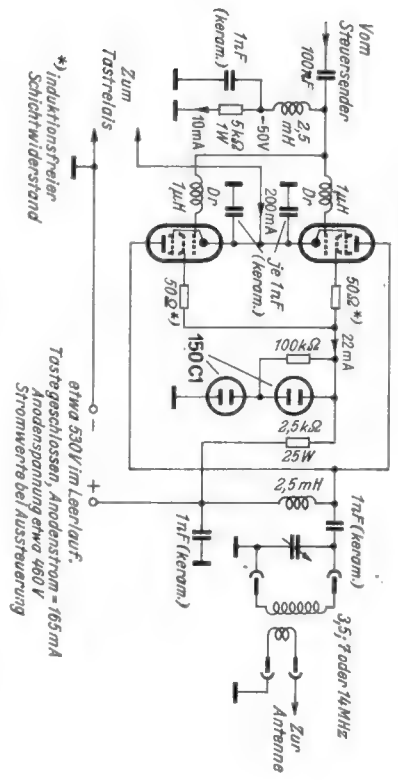 Vom
Steuersender
100pF
1nF
(keram.)
5kΩ
1W
10mA
~50V
2,5
mH
Zum
Tastrelais
*) induktionsfreier
Schichtwiderstand
1µH
Dr
Dr
1µH
200mA
je 1nF
(keram.)
50Ω*)
50Ω*)
22mA
100kΩ
150C1
2,5kΩ
25W
2,5mH
1nF(keram.)
1nF(keram.)
3,5; 7 oder 14MHz
Zur
Antenne
–
+
etwa 530V im Leerlauf.
Taste geschlossen, Anodenstrom = 165mA
Anodenspannung etwa 460V
Stromwerte bei Aussteuerung